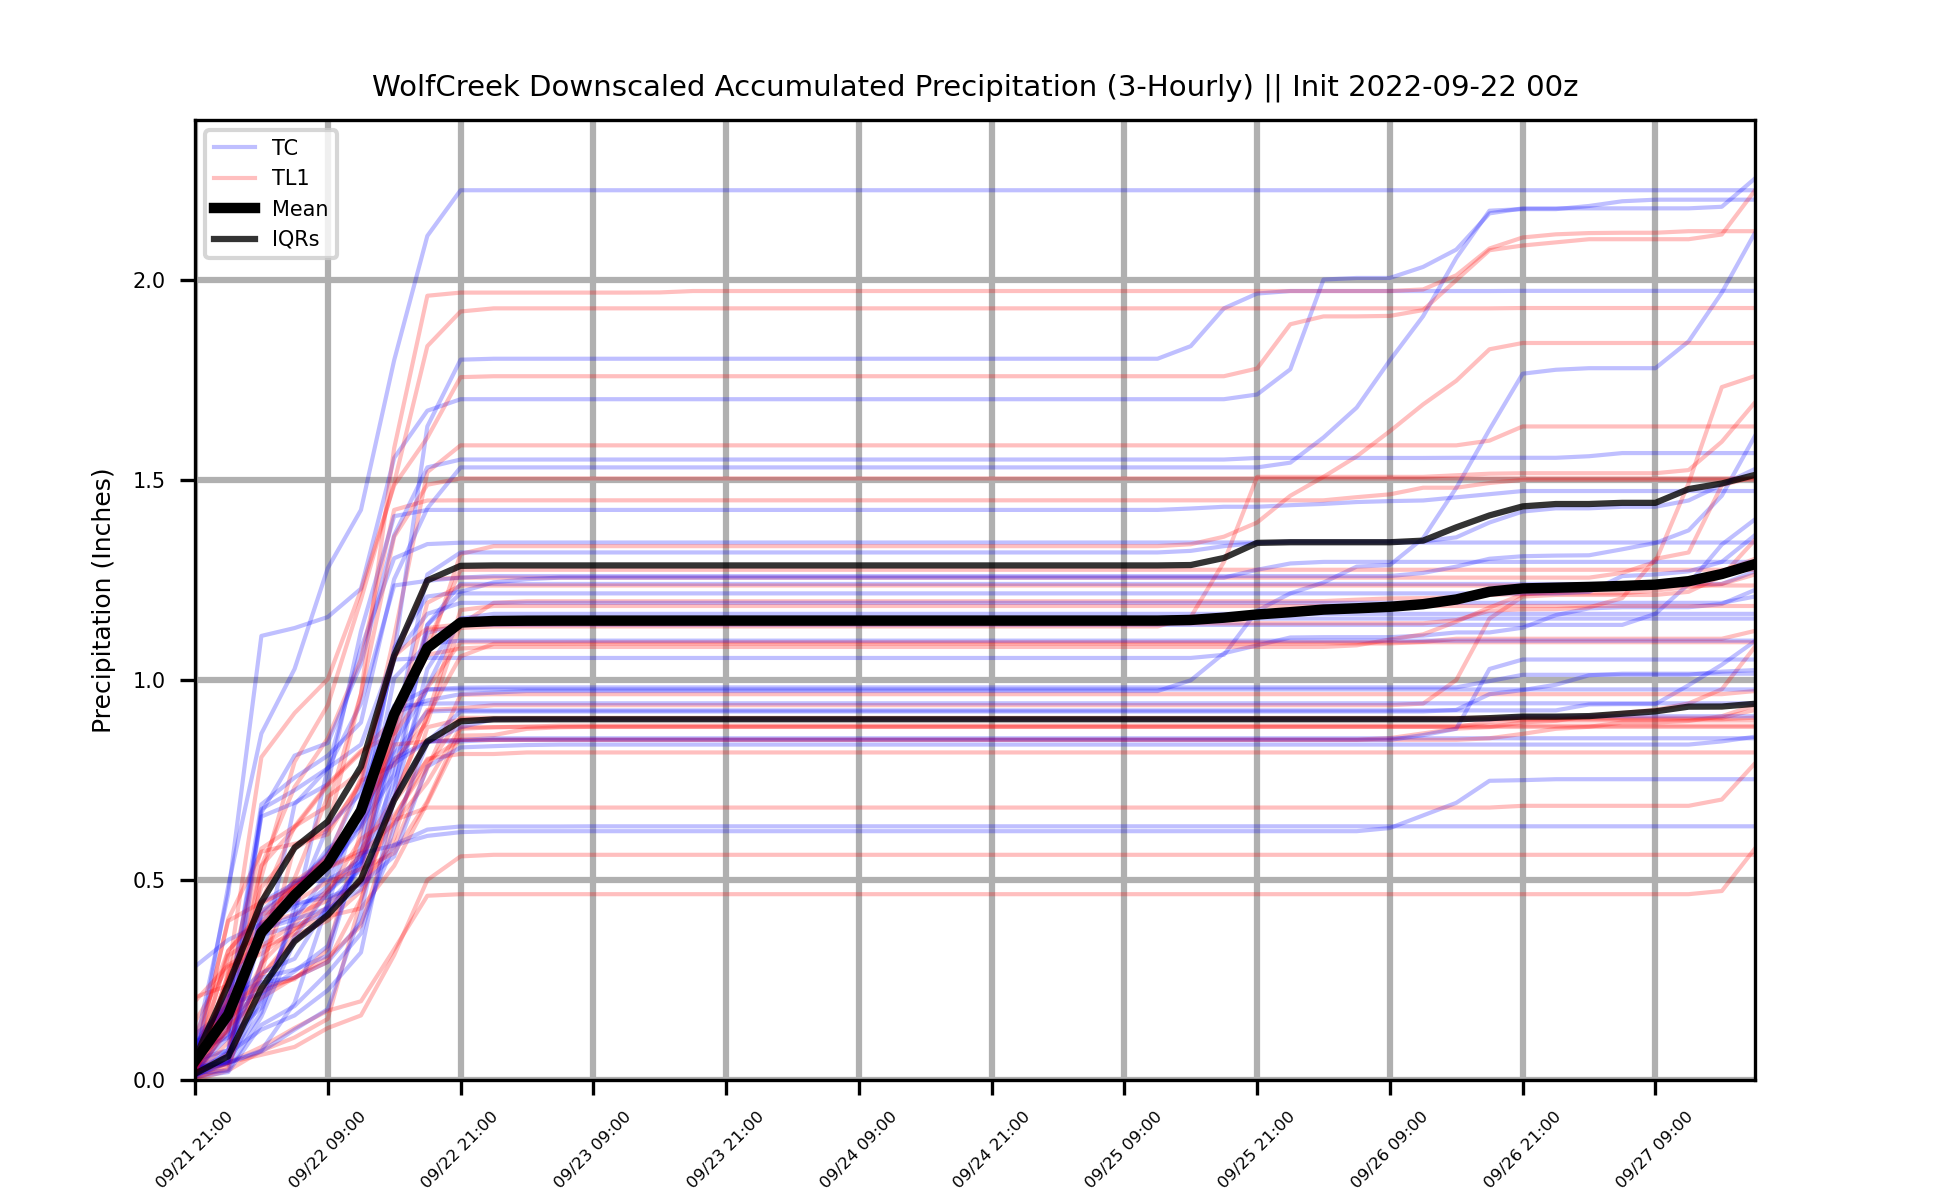 WolfCreek Downscaled Accumulated Precipitation (3-Hourly) || Init 2022-09-22 00z
TC
TL1
Mean
IQRs
Precipitation (Inches)
2.0
1.5
1.0
0.5
0.0
09/21 21:00
09/22 09:00
09/22 21:00
09/23 09:00
09/23 21:00
09/24 09:00
09/24 21:00
09/25 09:00
09/25 21:00
09/26 09:00
09/26 21:00
09/27 09:00